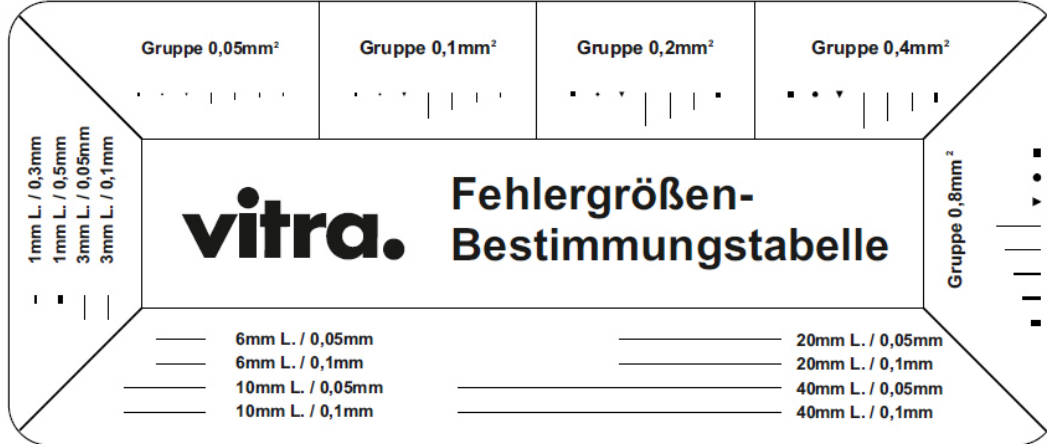 Gruppe 0,05mm²
Gruppe 0,1mm²
Gruppe 0,2mm²
Gruppe 0,4mm²
1mm L. / 0,3mm
1mm L. / 0,5mm
3mm L. / 0,05mm
3mm L. / 0,1mm
vitra.
Fehlergrößen-
Bestimmungstabelle
Gruppe 0,8mm²
6mm L. / 0,05mm
6mm L. / 0,1mm
10mm L. / 0,05mm
10mm L. / 0,1mm
20mm L. / 0,05mm
20mm L. / 0,1mm
40mm L. / 0,05mm
40mm L. / 0,1mm